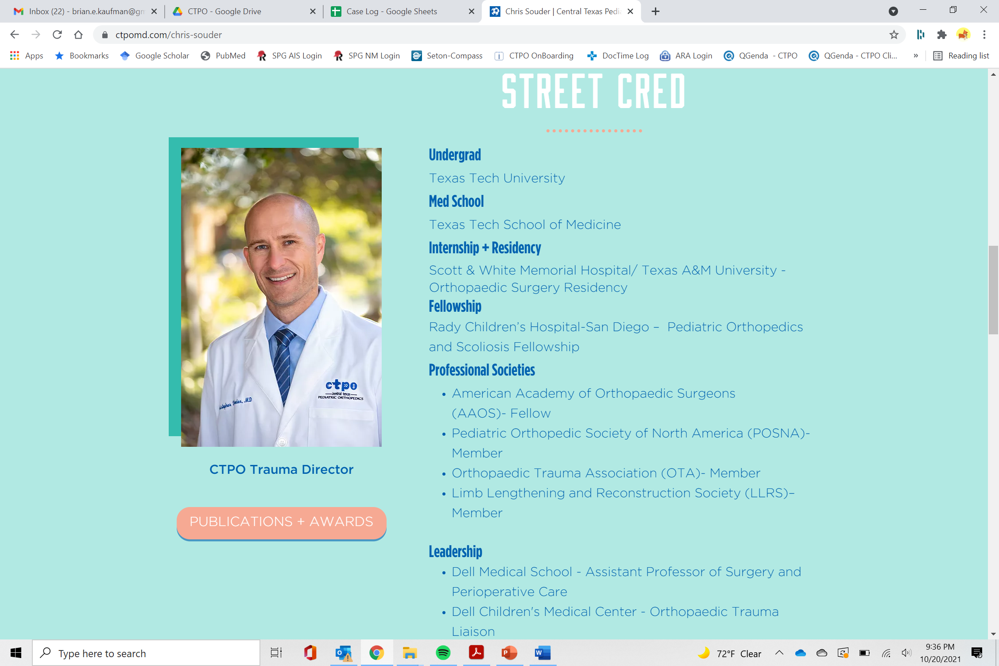 Inbox (22) - brian.e.kaufman@gm
CTPO - Google Drive
Case Log - Google Sheets
Chris Souder | Central Texas Pedi
ctpomd.com/chris-souder
Apps
Bookmarks
Google Scholar
PubMed
SPG AIS Login
SPG NM Login
Seton-Compass
CTPO OnBoarding
DocTime Log
ARA Login
QGenda - CTPO
QGenda - CTPO Cli...
»
Reading list
STREET CRED
Undergrad
Texas Tech University
Med School
Texas Tech School of Medicine
Internship + Residency
Scott & White Memorial Hospital/ Texas A&M University -
Orthopaedic Surgery Residency
Fellowship
Rady Children's Hospital-San Diego – Pediatric Orthopedics
and Scoliosis Fellowship
Professional Societies
• American Academy of Orthopaedic Surgeons
(AAOS)- Fellow
• Pediatric Orthopedic Society of North America (POSNA)-
Member
• Orthopaedic Trauma Association (OTA)- Member
• Limb Lengthening and Reconstruction Society (LLRS)–
Member
Leadership
• Dell Medical School - Assistant Professor of Surgery and
Perioperative Care
• Dell Children's Medical Center - Orthopaedic Trauma
Liaison
ctpo
central texas
PEDIATRIC ORTHOPEDICS
MD
CTPO Trauma Director
PUBLICATIONS + AWARDS
Type here to search
72°F Clear
9:36 PM
10/20/2021